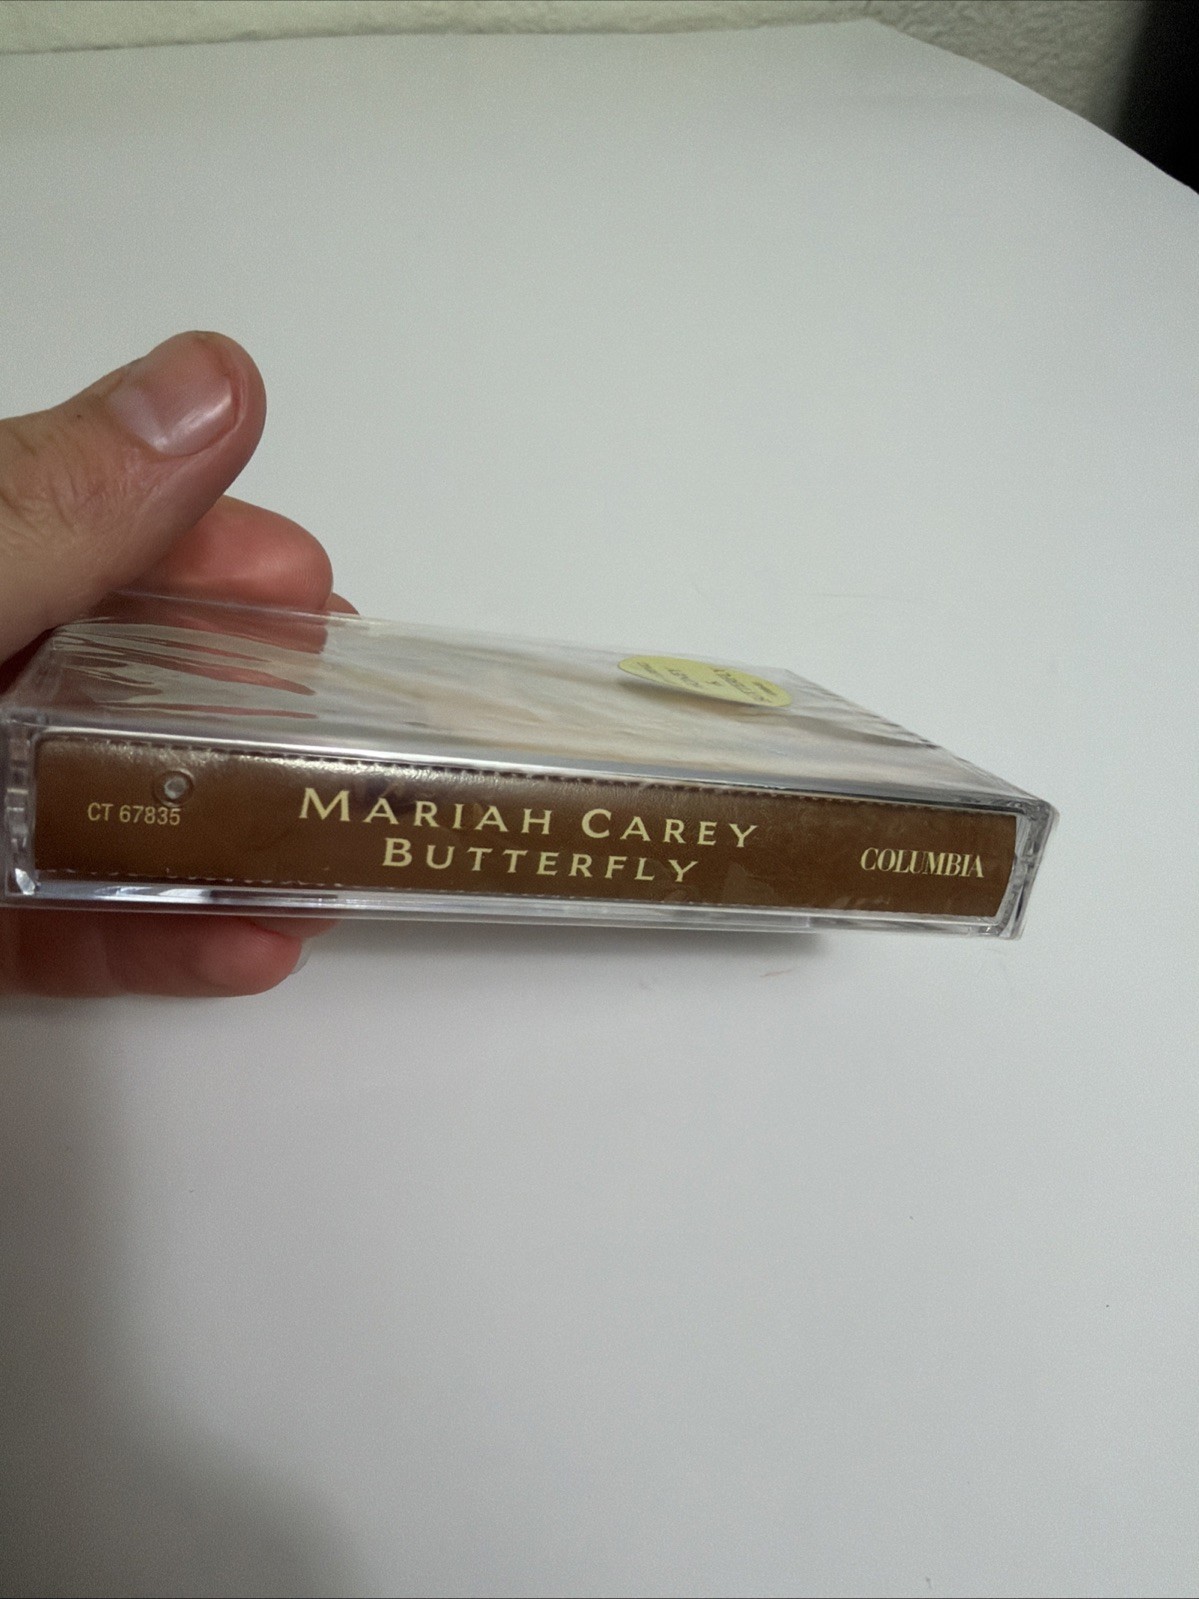 CT 67835
MARIAH CAREY
BUTTERFLY
COLUMBIA